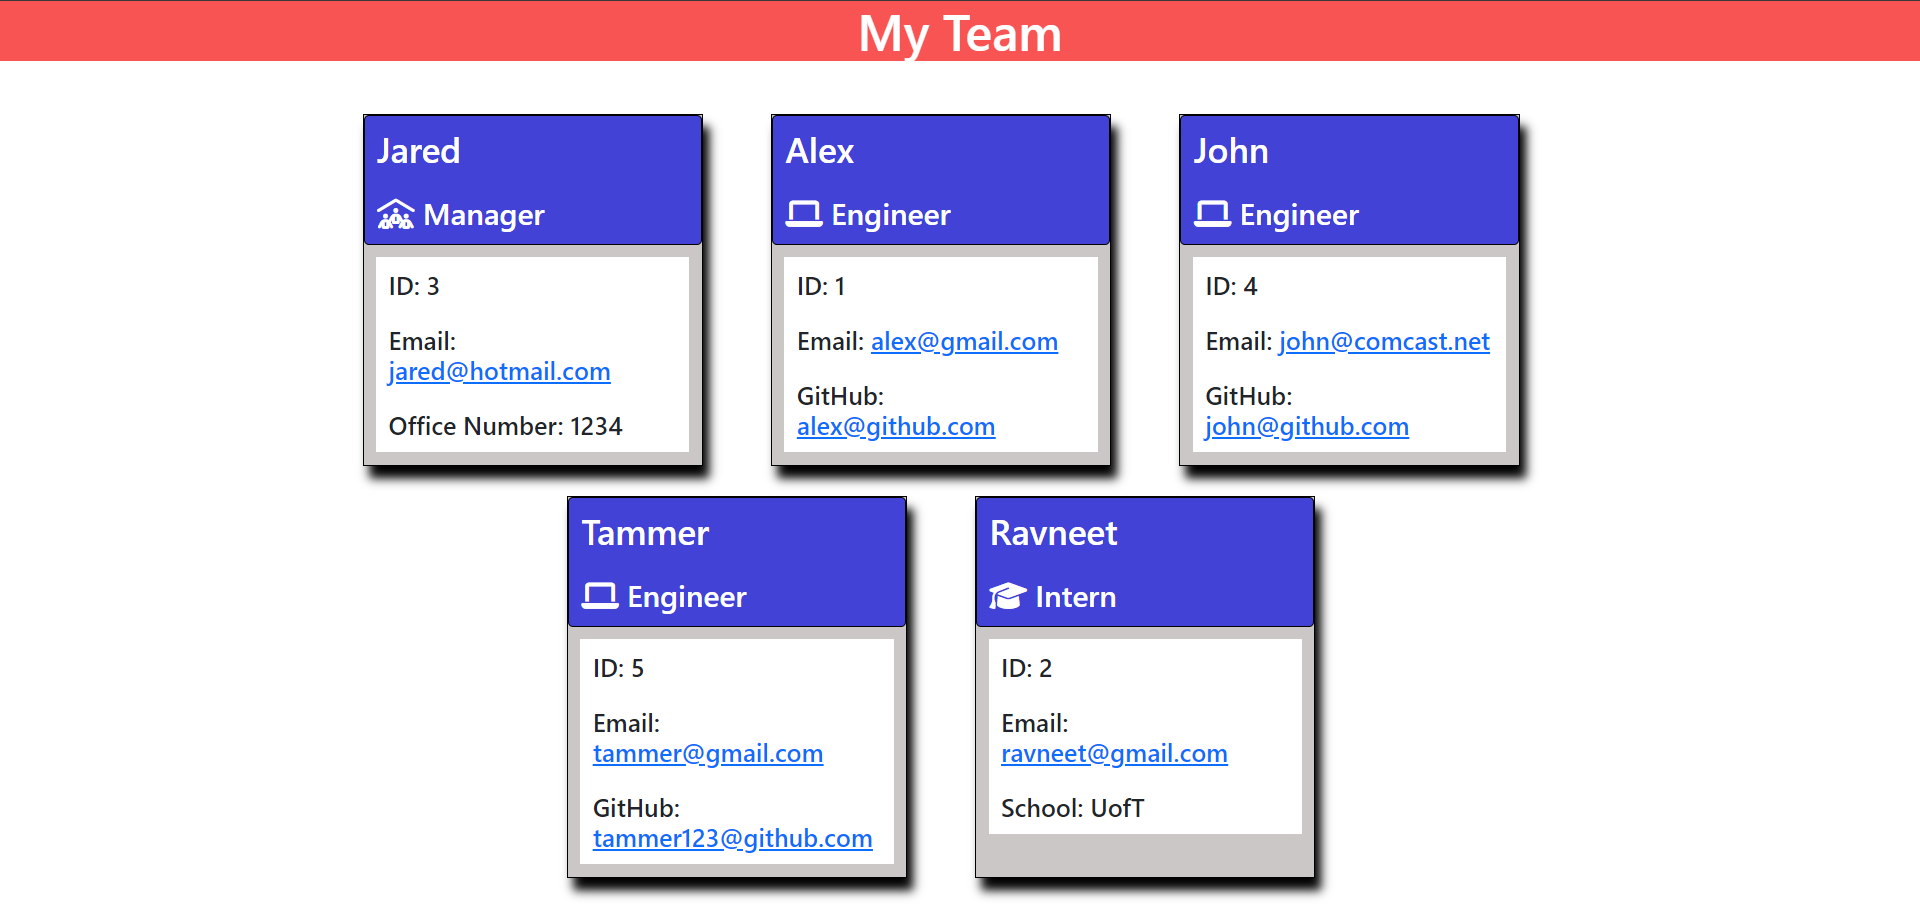 My Team
Jared
Manager
ID: 3
Email:
jared@hotmail.com
Office Number: 1234
Alex
Engineer
ID: 1
Email: alex@gmail.com
GitHub:
alex@github.com
John
Engineer
ID: 4
Email: john@comcast.net
GitHub:
john@github.com
Tammer
Engineer
ID: 5
Email:
tammer@gmail.com
GitHub:
tammer123@github.com
Ravneet
Intern
ID: 2
Email:
ravneet@gmail.com
School: UofT